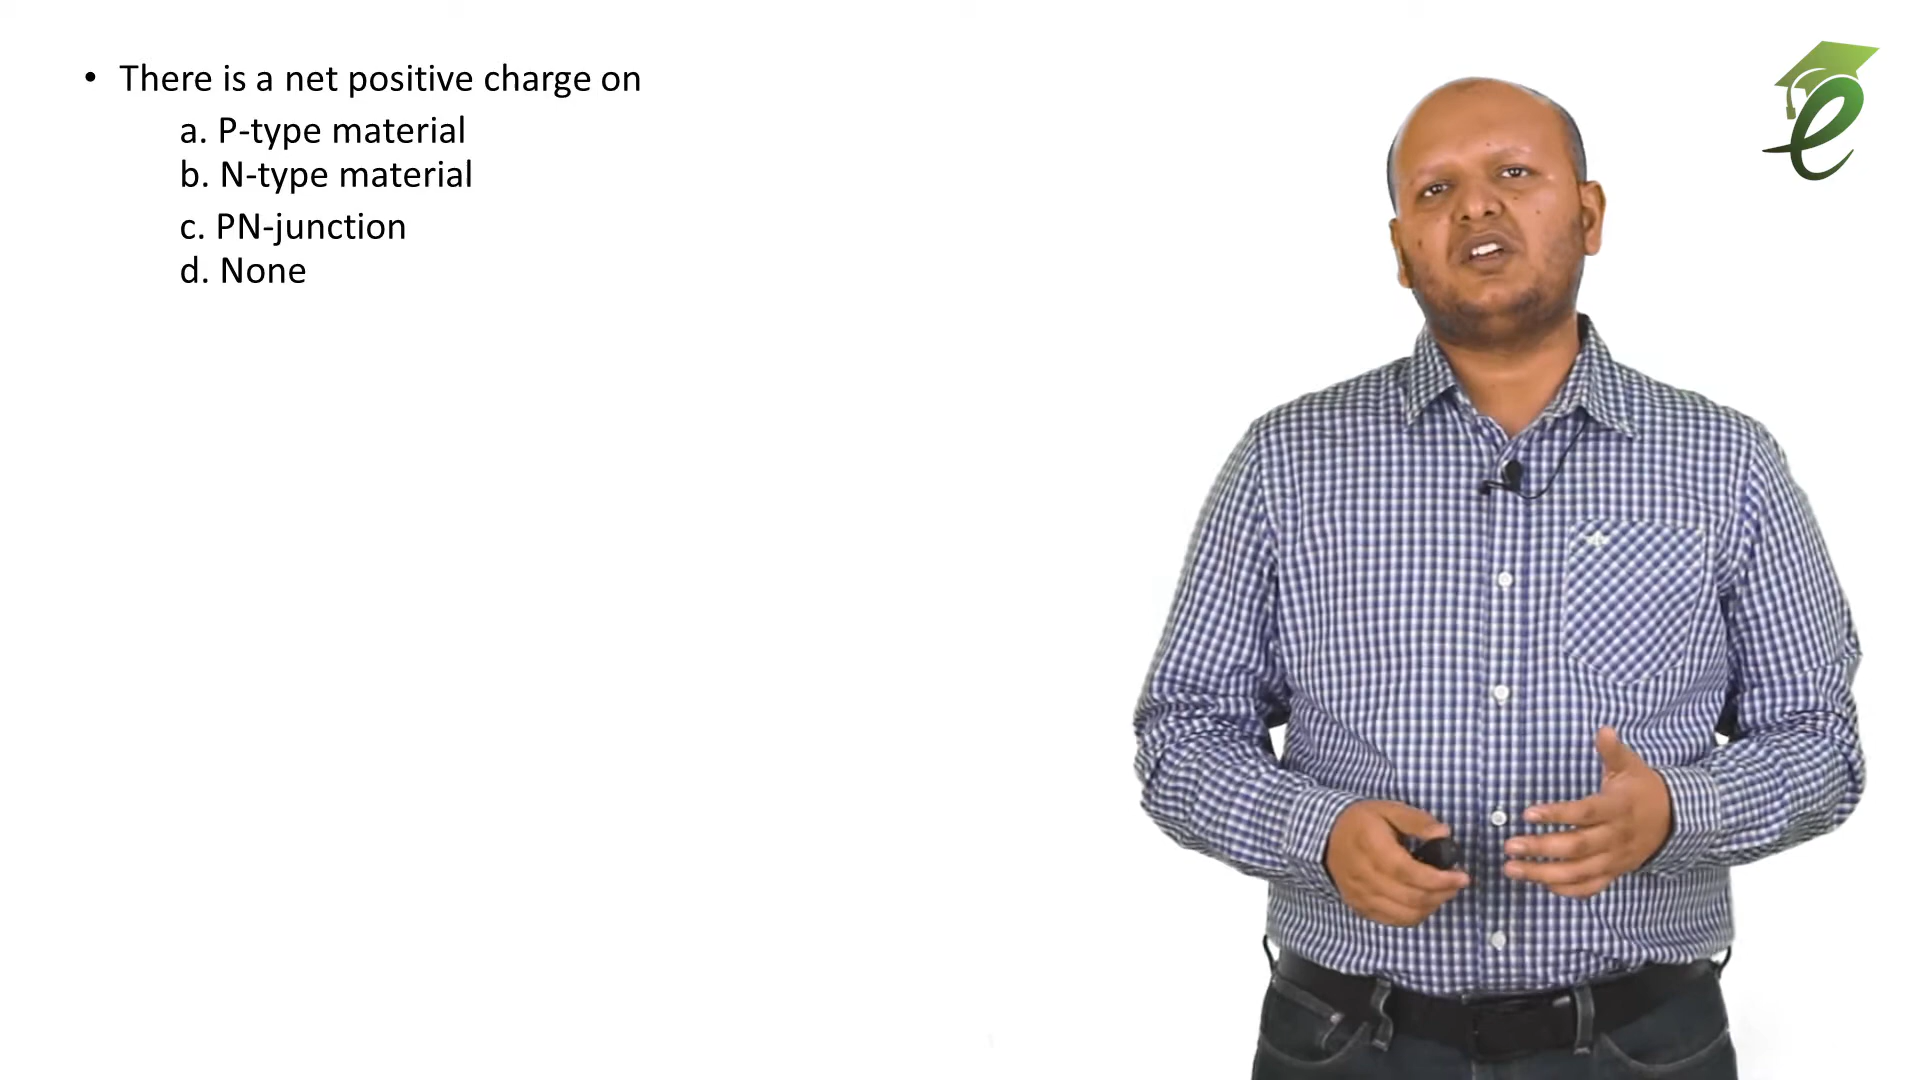 • There is a net positive charge on
a. P-type material
b. N-type material
c. PN-junction
d. None